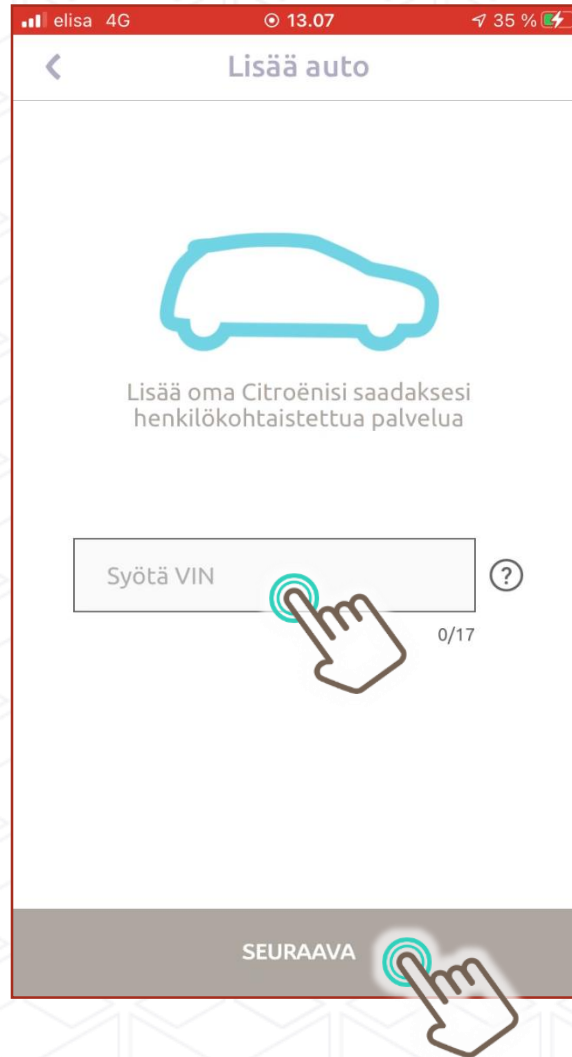 elisa 4G 13.07 35 %
Lisää auto
Lisää oma Citroënisi saadaksesi
henkilökohtaistettua palvelua
Syötä VIN
?
0/17
SEURAAVA